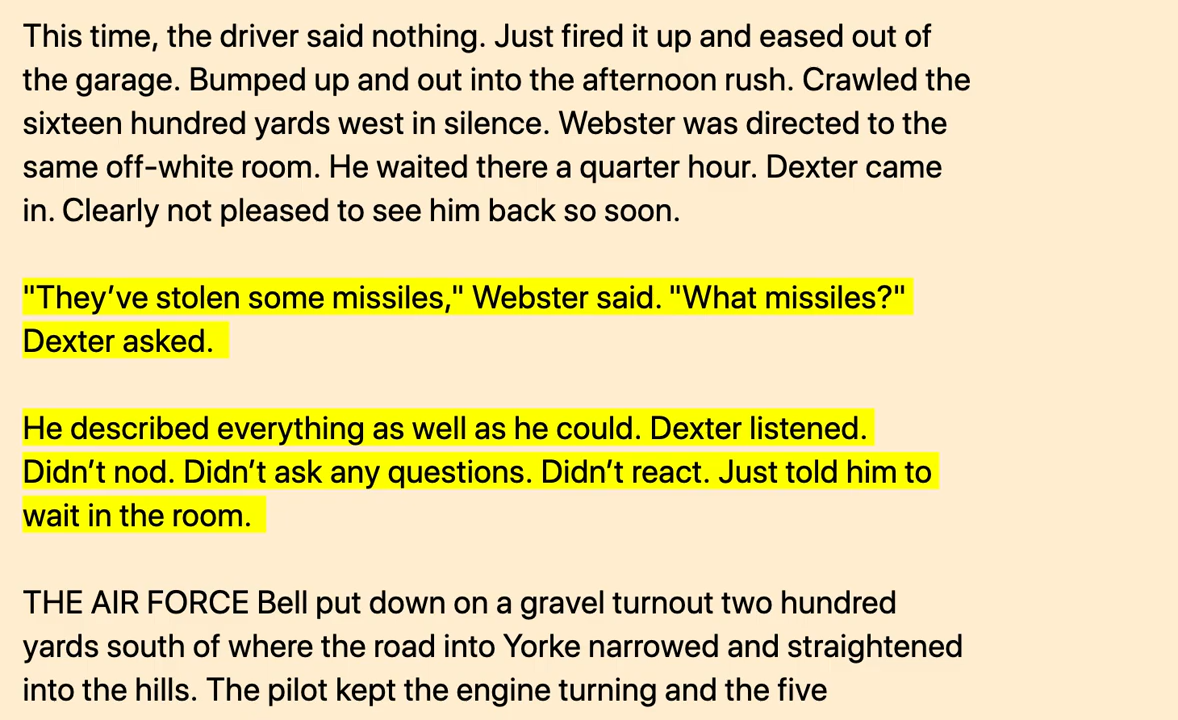 This time, the driver said nothing. Just fired it up and eased out of
the garage. Bumped up and out into the afternoon rush. Crawled the
sixteen hundred yards west in silence. Webster was directed to the
same off-white room. He waited there a quarter hour. Dexter came
in. Clearly not pleased to see him back so soon.
"They’ve stolen some missiles," Webster said. "What missiles?"
Dexter asked.
He described everything as well as he could. Dexter listened.
Didn’t nod. Didn’t ask any questions. Didn’t react. Just told him to
wait in the room.
THE AIR FORCE Bell put down on a gravel turnout two hundred
yards south of where the road into Yorke narrowed and straightened
into the hills. The pilot kept the engine turning and the five